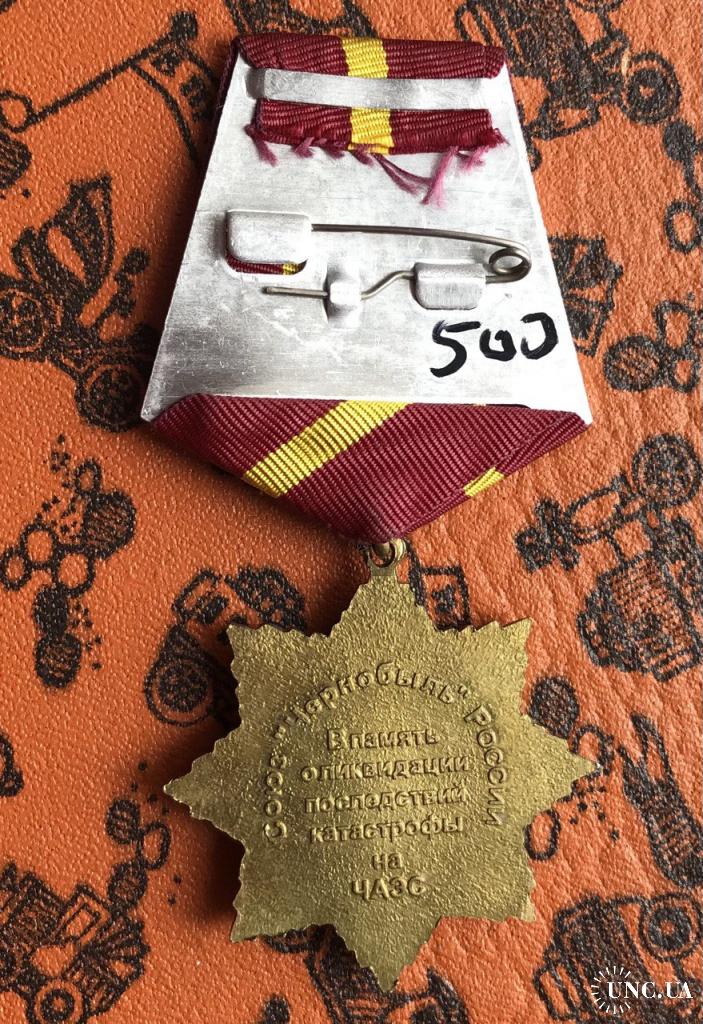 500
Союз "Чернобыль" России
В память
о ликвидации
последствий
катастрофы
на
ЧАЭС
UNC.UA